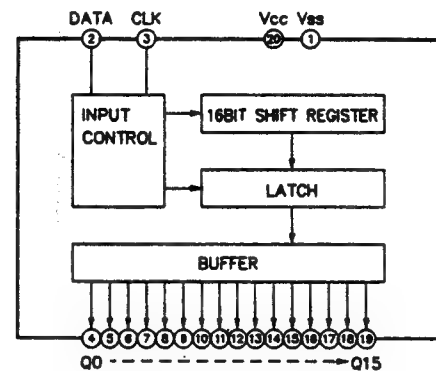 DATA CLK Vcc Vss
2 3 20 1
INPUT CONTROL
16BIT SHIFT REGISTER
LATCH
BUFFER
4 5 6 7 8 9 10 11 12 13 14 15 16 17 18 19
Q0 Q15